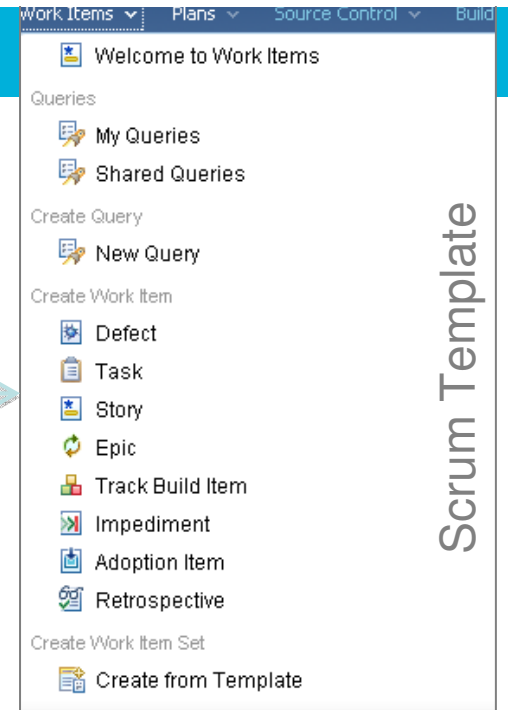 Work Items Plans Source Control Build
Welcome to Work Items
Queries
My Queries
Shared Queries
Create Query
New Query
Create Work Item
Defect
Task
Story
Epic
Track Build Item
Impediment
Adoption Item
Retrospective
Create Work Item Set
Create from Template
Scrum Template